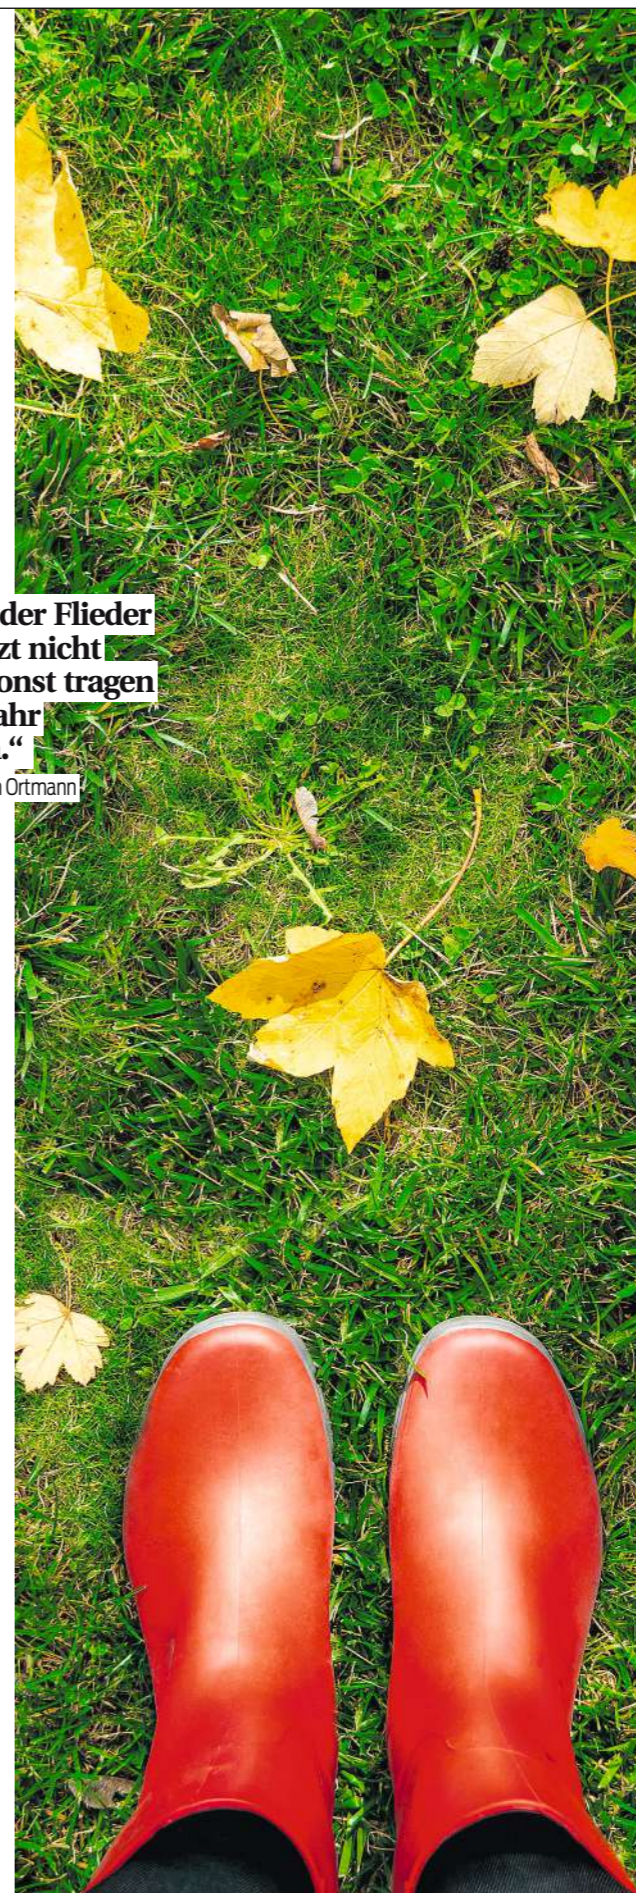 der Flieder
zt nicht
onst tragen
ahr
.“
Ortmann